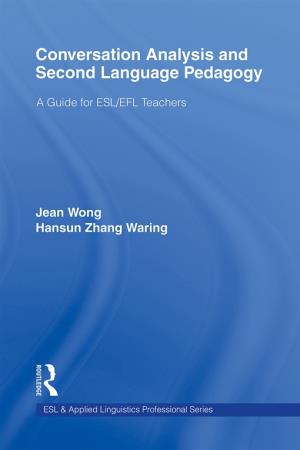 Conversation Analysis and
Second Language Pedagogy
A Guide for ESL/EFL Teachers
Jean Wong
Hansun Zhang Waring
ROUTLEDGE
ESL & Applied Linguistics Professional Series